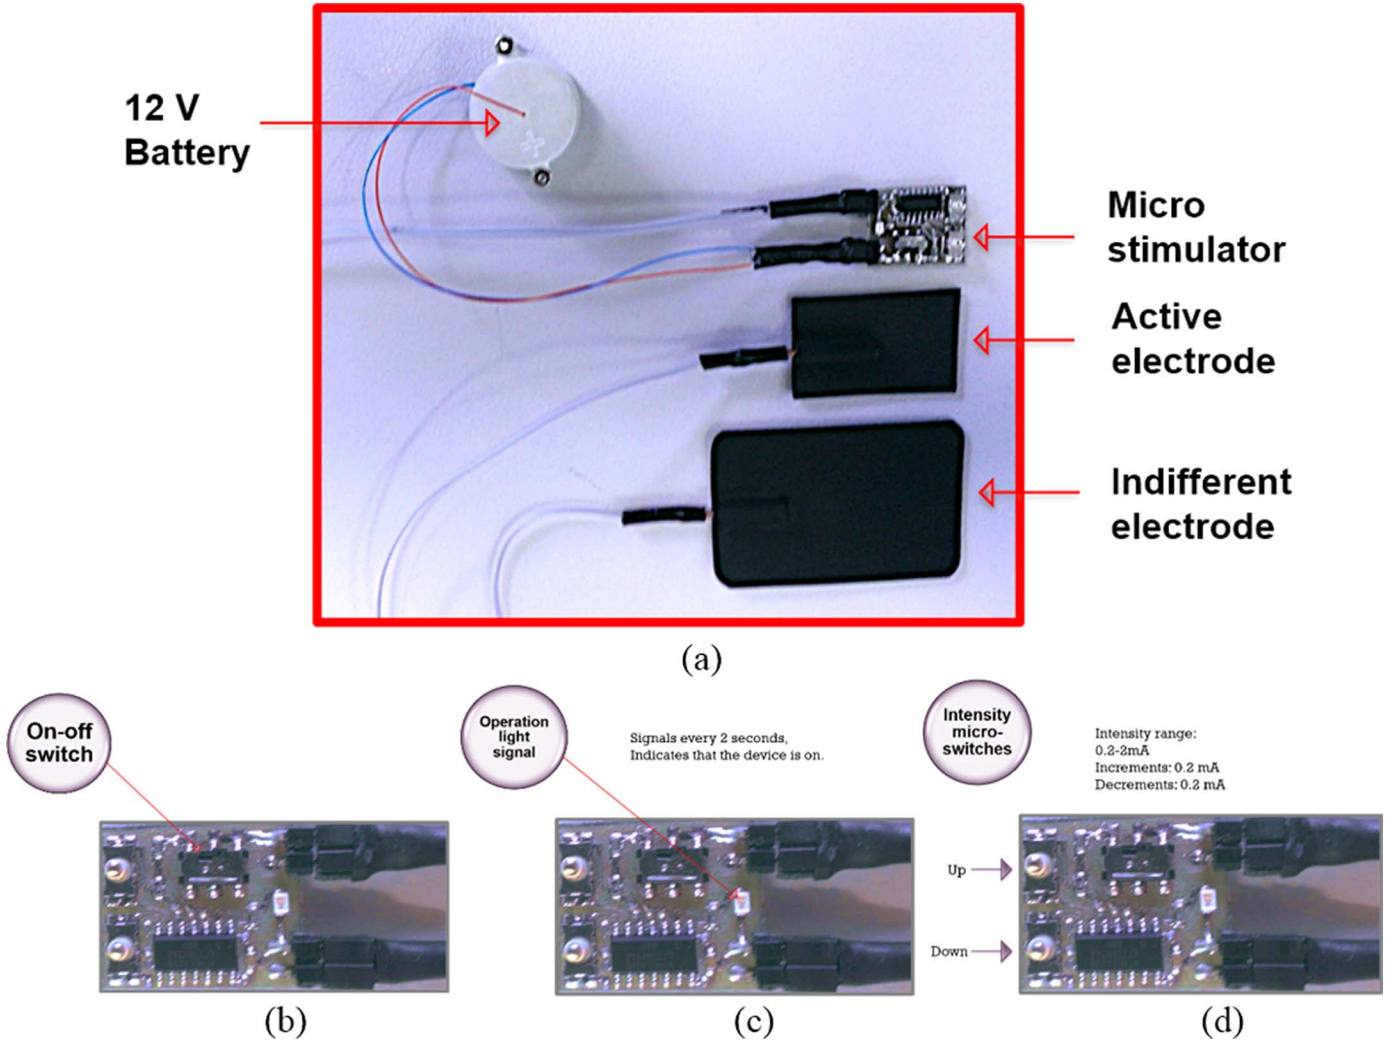 12 V
Battery
Micro
stimulator
Active
electrode
Indifferent
electrode
(a)
On-off
switch
Operation
light
signal
Signals every 2 seconds,
Indicates that the device is on.
Intensity
micro-
switches
Intensity range:
0.2-2mA
Increments: 0.2 mA
Decrements: 0.2 mA
Up
Down
(b)
(c)
(d)